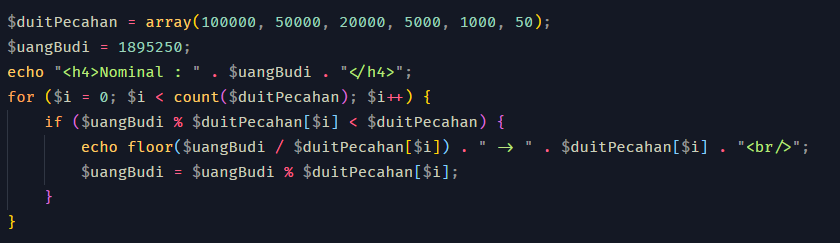 $duitPecahan = array(100000, 50000, 20000, 5000, 1000, 50);
$uangBudi = 1895250;
echo "<h4>Nominal : " . $uangBudi . "</h4>";
for ($i = 0; $i < count($duitPecahan); $i++) {
    if ($uangBudi % $duitPecahan[$i] < $duitPecahan) {
        echo floor($uangBudi / $duitPecahan[$i]) . " -> " . $duitPecahan[$i] . "<br/>";
        $uangBudi = $uangBudi % $duitPecahan[$i];
    }
}